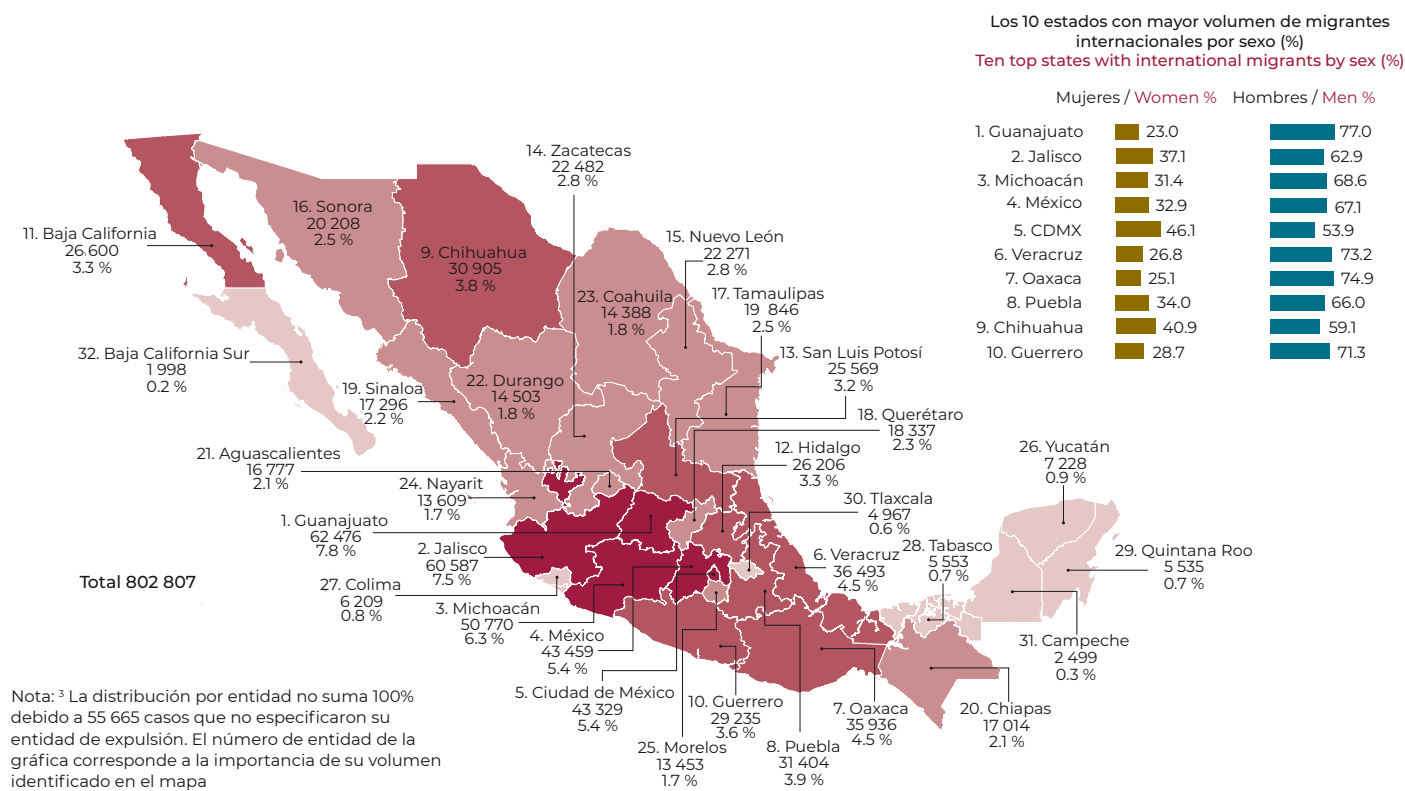 Los 10 estados con mayor volumen de migrantes
internacionales por sexo (%)
Ten top states with international migrants by sex (%)
Mujeres / Women % Hombres / Men %
1. Guanajuato 23.0 77.0
2. Jalisco 37.1 62.9
3. Michoacán 31.4 68.6
4. México 32.9 67.1
5. CDMX 46.1 53.9
6. Veracruz 26.8 73.2
7. Oaxaca 25.1 74.9
8. Puebla 34.0 66.0
9. Chihuahua 40.9 59.1
10. Guerrero 28.7 71.3
14. Zacatecas
22 482
2.8 %
16. Sonora
20 208
2.5 %
11. Baja California
26 600
3.3 %
9. Chihuahua
30 905
3.8 %
15. Nuevo León
22 271
2.8 %
23. Coahuila
14 388
1.8 %
17. Tamaulipas
19 846
2.5 %
32. Baja California Sur
1 998
0.2 %
13. San Luis Potosí
25 569
3.2 %
22. Durango
14 503
1.8 %
19. Sinaloa
17 296
2.2 %
18. Querétaro
18 337
2.3 %
21. Aguascalientes
16 777
2.1 %
12. Hidalgo
26 206
3.3 %
26. Yucatán
7 228
0.9 %
24. Nayarit
13 609
1.7 %
30. Tlaxcala
4 967
0.6 %
1. Guanajuato
62 476
7.8 %
2. Jalisco
60 587
7.5 %
6. Veracruz
36 493
4.5 %
28. Tabasco
5 553
0.7 %
29. Quintana Roo
5 535
0.7 %
Total 802 807
27. Colima
6 209
0.8 %
3. Michoacán
50 770
6.3 %
4. México
43 459
5.4 %
31. Campeche
2 499
0.3 %
5. Ciudad de México
43 329
5.4 %
10. Guerrero
29 235
3.6 %
7. Oaxaca
35 936
4.5 %
20. Chiapas
17 014
2.1 %
25. Morelos
13 453
1.7 %
8. Puebla
31 404
3.9 %
Nota: ³ La distribución por entidad no suma 100%
debido a 55 665 casos que no especificaron su
entidad de expulsión. El número de entidad de la
gráfica corresponde a la importancia de su volumen
identificado en el mapa